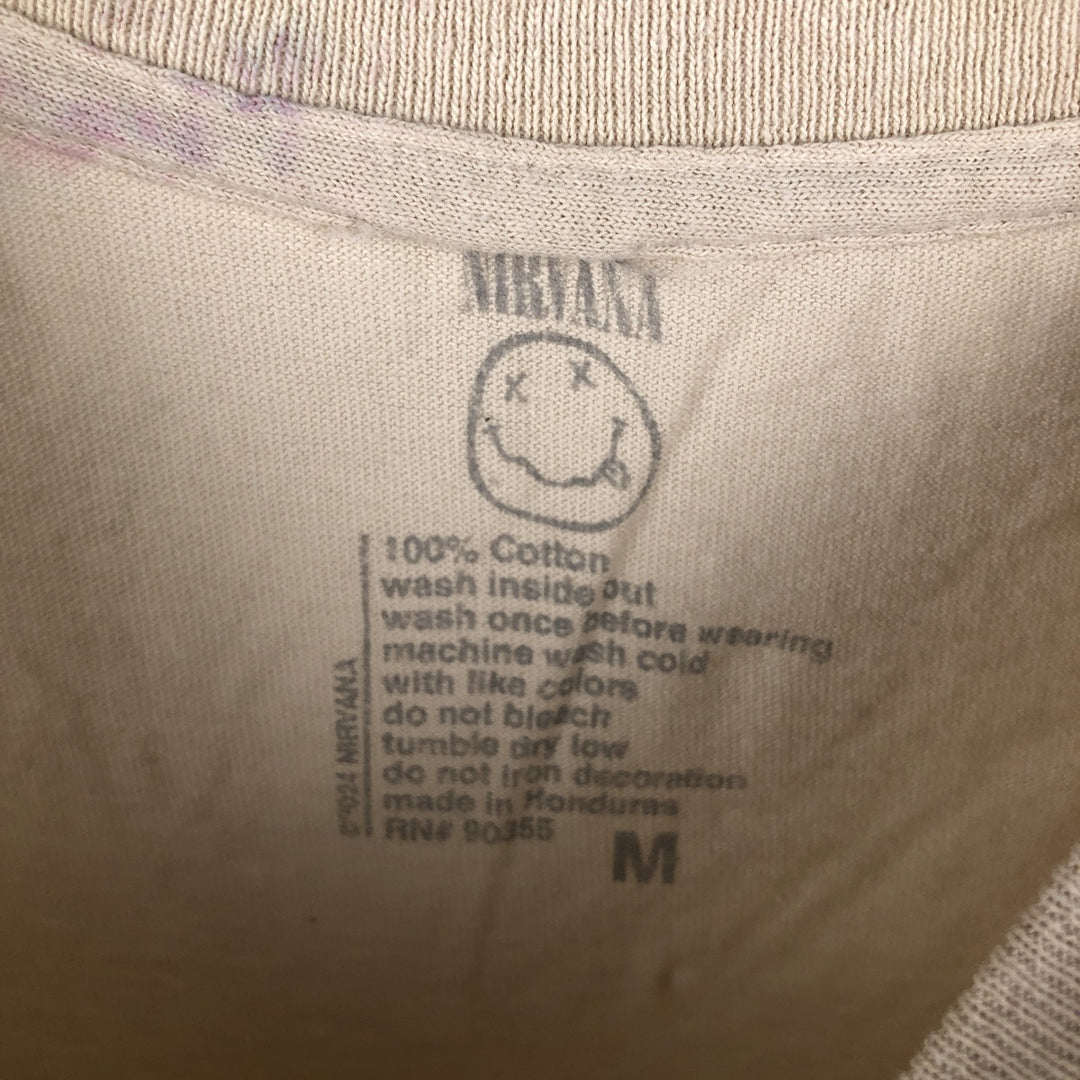 NIRVANA
100% Cotton
wash inside out
wash once before wearing
machine wash cold
with like colors
do not bleach
tumble dry low
do not iron decoration
made in Honduras
RN# 90355
M
NIRVANA